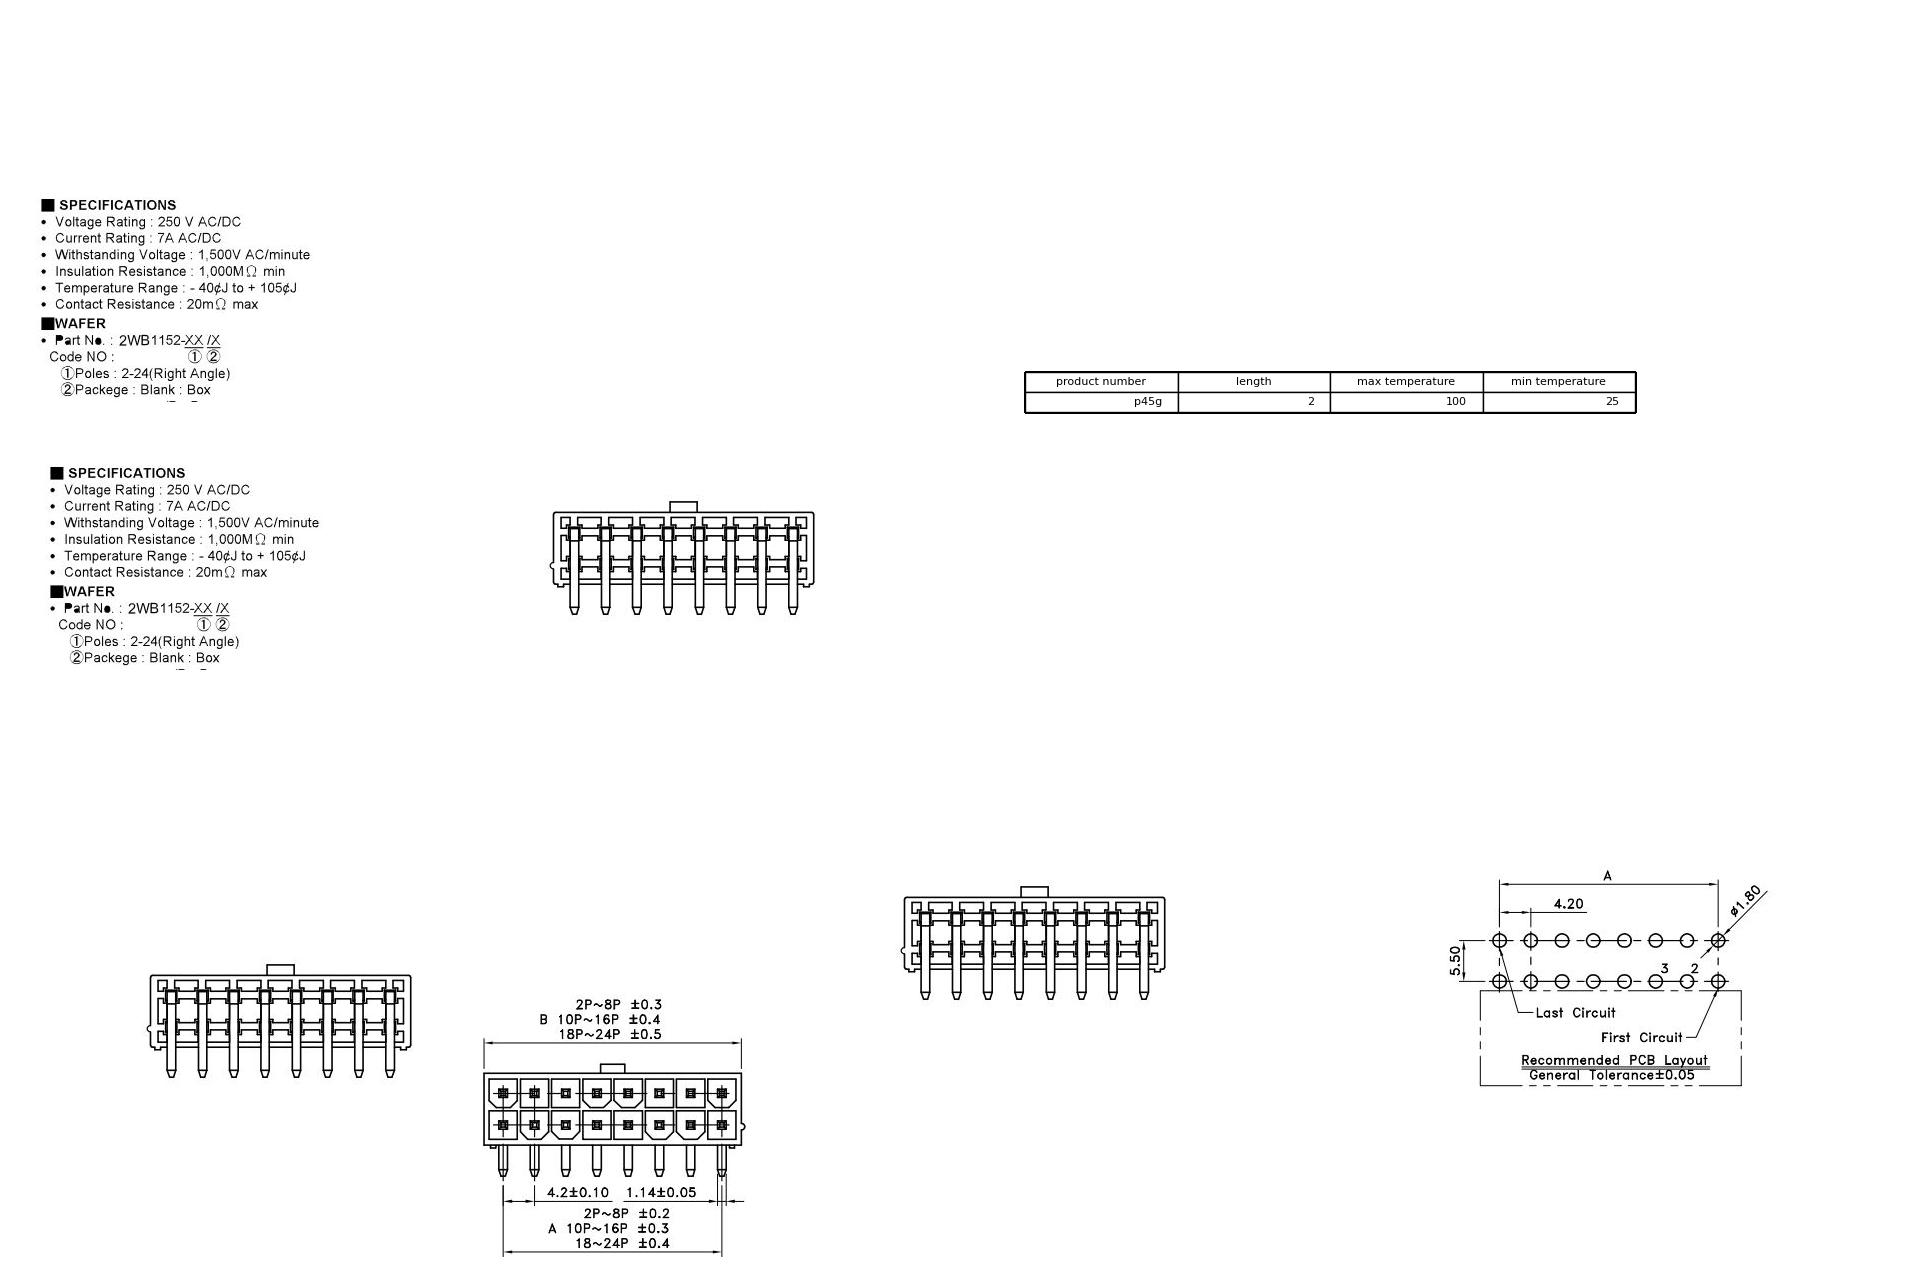 ■ SPECIFICATIONS
• Voltage Rating : 250 V AC/DC
• Current Rating : 7A AC/DC
• Withstanding Voltage : 1,500V AC/minute
• Insulation Resistance : 1,000MΩ min
• Temperature Range : - 40¢J to + 105¢J
• Contact Resistance : 20mΩ max
■WAFER
• Part No. : 2WB1152-XX /X
Code NO : ① ②
①Poles : 2-24(Right Angle)
②Packege : Blank : Box
product number length max temperature min temperature
p45g 2 100 25
■ SPECIFICATIONS
• Voltage Rating : 250 V AC/DC
• Current Rating : 7A AC/DC
• Withstanding Voltage : 1,500V AC/minute
• Insulation Resistance : 1,000MΩ min
• Temperature Range : - 40¢J to + 105¢J
• Contact Resistance : 20mΩ max
■WAFER
• Part No. : 2WB1152-XX /X
Code NO : ① ②
①Poles : 2-24(Right Angle)
②Packege : Blank : Box
2P~8P ±0.3
B 10P~16P ±0.4
18P~24P ±0.5
4.2±0.10 1.14±0.05
2P~8P ±0.2
A 10P~16P ±0.3
18~24P ±0.4
A
4.20
ø1.80
5.50
3 2
Last Circuit
First Circuit
Recommended PCB Layout
General Tolerance±0.05